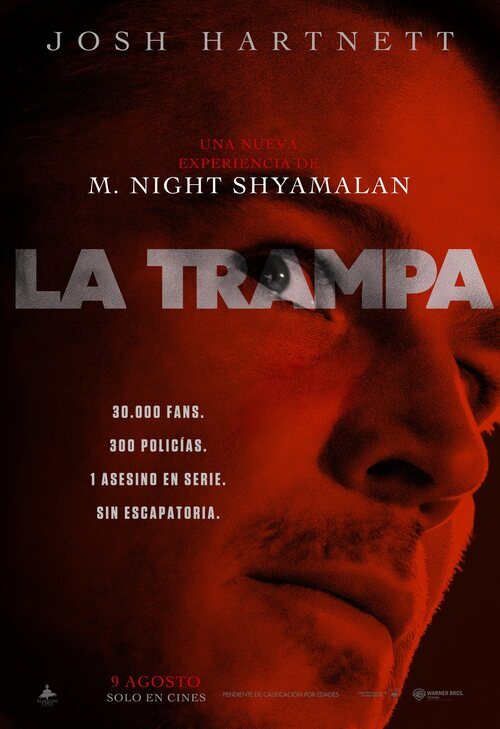 JOSH HARTNETT
UNA NUEVA
EXPERIENCIA DE
M. NIGHT SHYAMALAN
LA TRAMPA
30.000 FANS.
300 POLICÍAS.
1 ASESINO EN SERIE.
SIN ESCAPATORIA.
9 AGOSTO
SOLO EN CINES
PENDIENTE DE CALIFICACIÓN POR EDADES
WARNER BROS.